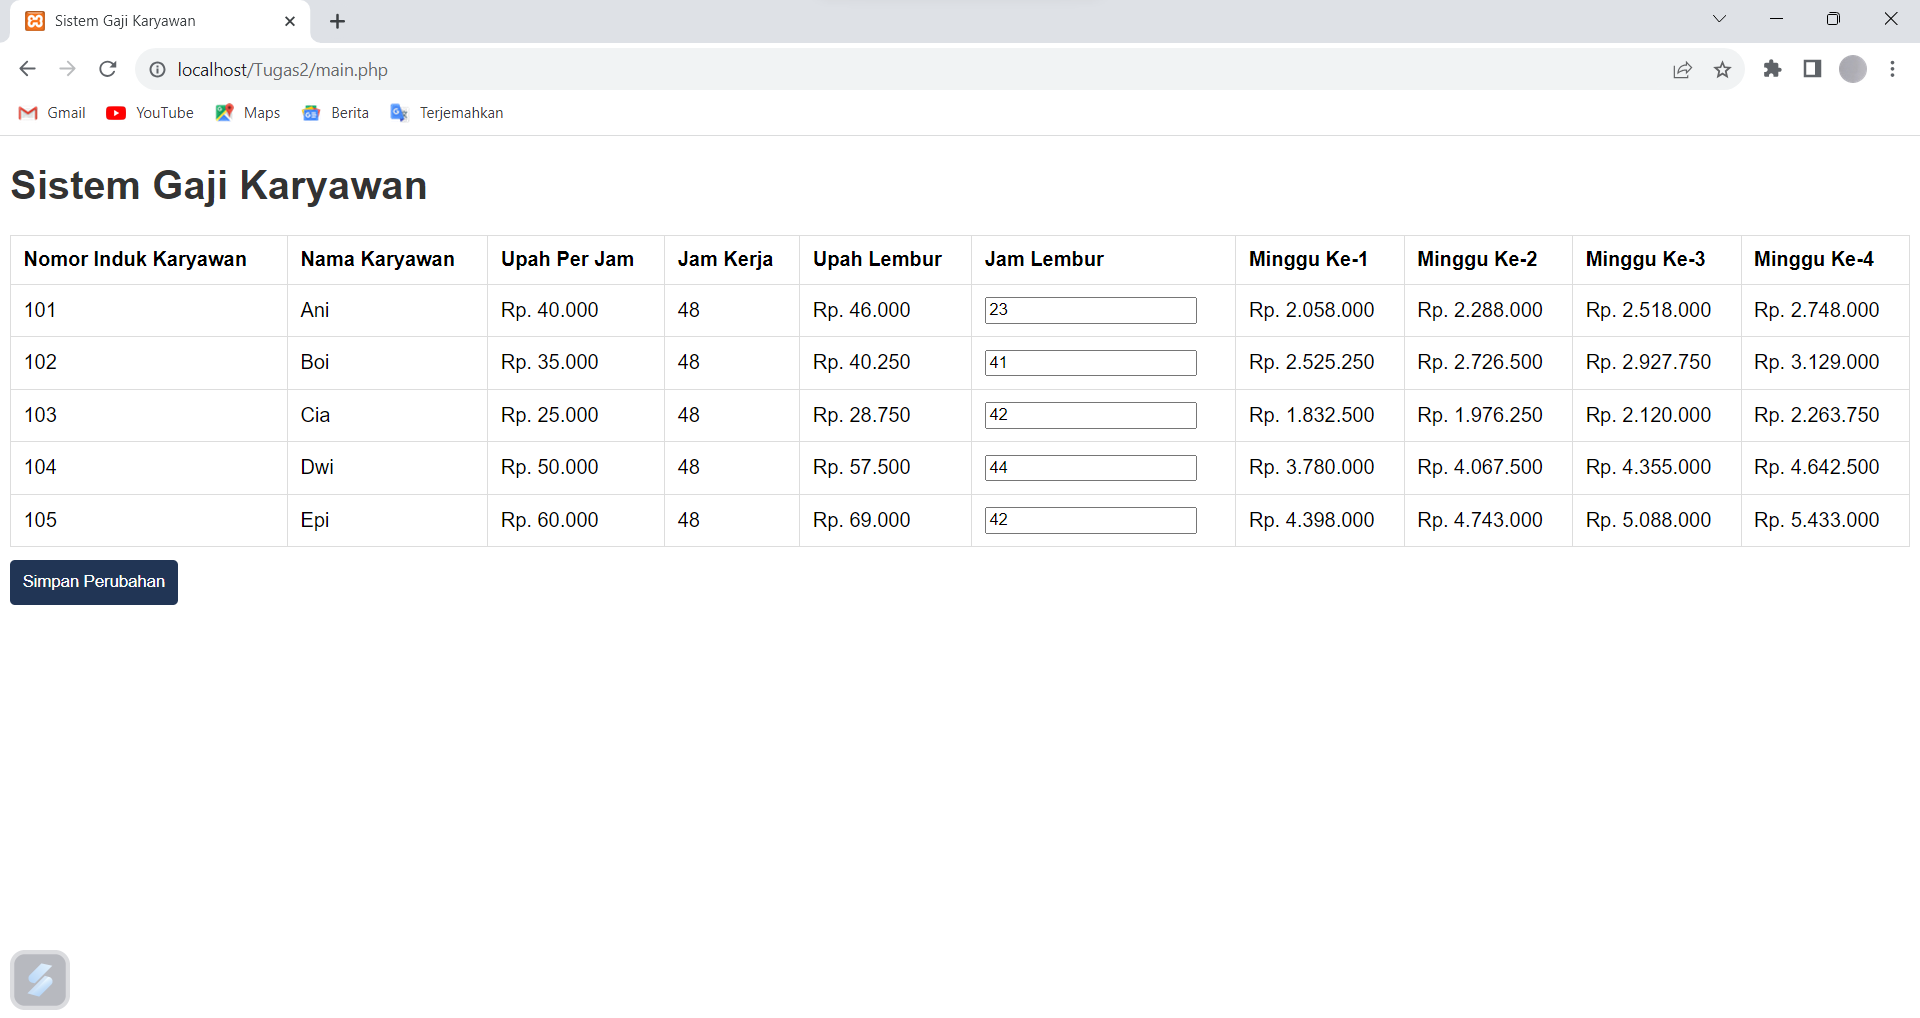 Sistem Gaji Karyawan
localhost/Tugas2/main.php
Gmail YouTube Maps Berita Terjemahkan
Sistem Gaji Karyawan
Nomor Induk Karyawan Nama Karyawan Upah Per Jam Jam Kerja Upah Lembur Jam Lembur Minggu Ke-1 Minggu Ke-2 Minggu Ke-3 Minggu Ke-4
101 Ani Rp. 40.000 48 Rp. 46.000 23 Rp. 2.058.000 Rp. 2.288.000 Rp. 2.518.000 Rp. 2.748.000
102 Boi Rp. 35.000 48 Rp. 40.250 41 Rp. 2.525.250 Rp. 2.726.500 Rp. 2.927.750 Rp. 3.129.000
103 Cia Rp. 25.000 48 Rp. 28.750 42 Rp. 1.832.500 Rp. 1.976.250 Rp. 2.120.000 Rp. 2.263.750
104 Dwi Rp. 50.000 48 Rp. 57.500 44 Rp. 3.780.000 Rp. 4.067.500 Rp. 4.355.000 Rp. 4.642.500
105 Epi Rp. 60.000 48 Rp. 69.000 42 Rp. 4.398.000 Rp. 4.743.000 Rp. 5.088.000 Rp. 5.433.000
Simpan Perubahan